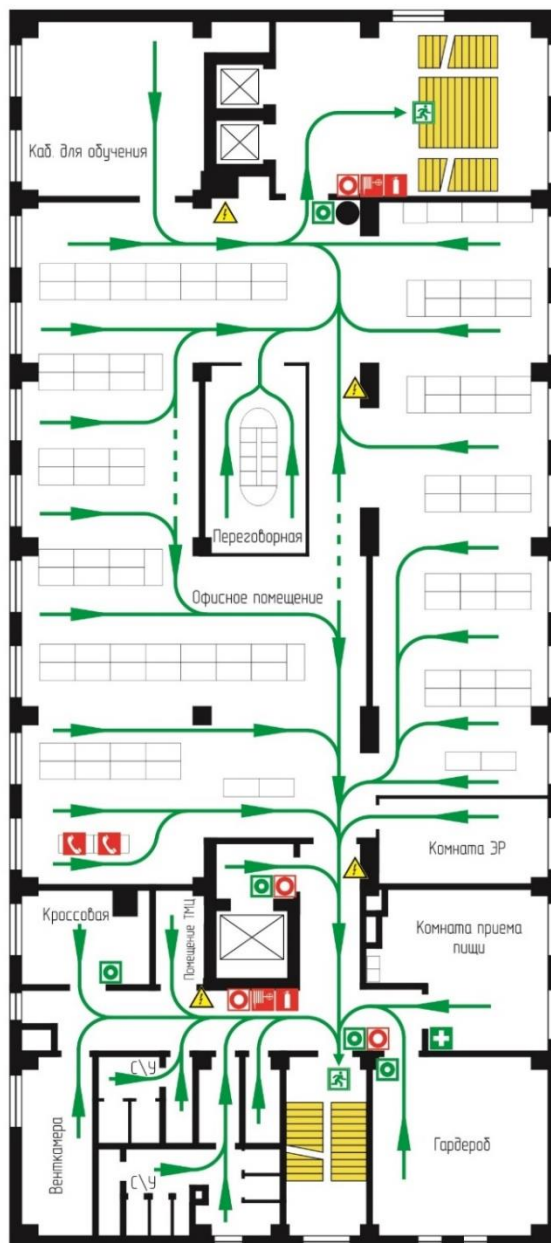 Каб. для обучения
Переговорная
Офисное помещение
Комната ЭР
Кроссовая
Помещение ТМЦ
Комната приема
пищи
С\У
Венткамера
С\У
Гардероб